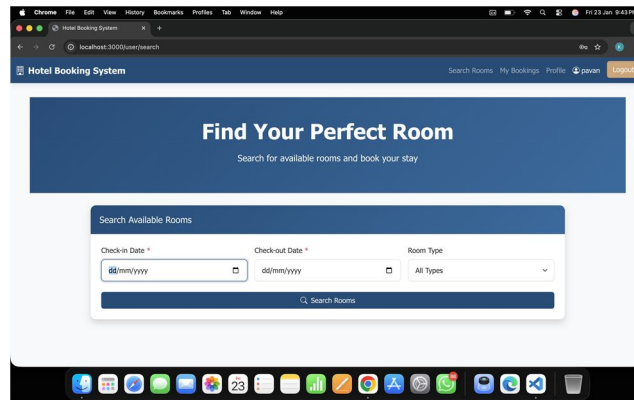 Chrome File Edit View History Bookmarks Profiles Tab Window Help Fri 23 Jan 9:43 PM
Hotel Booking System
localhost:3000/user/search
Hotel Booking System Search Rooms My Bookings Profile pavan Logout
Find Your Perfect Room
Search for available rooms and book your stay
Search Available Rooms
Check-in Date * Check-out Date * Room Type
dd/mm/yyyy dd/mm/yyyy All Types
Search Rooms
23